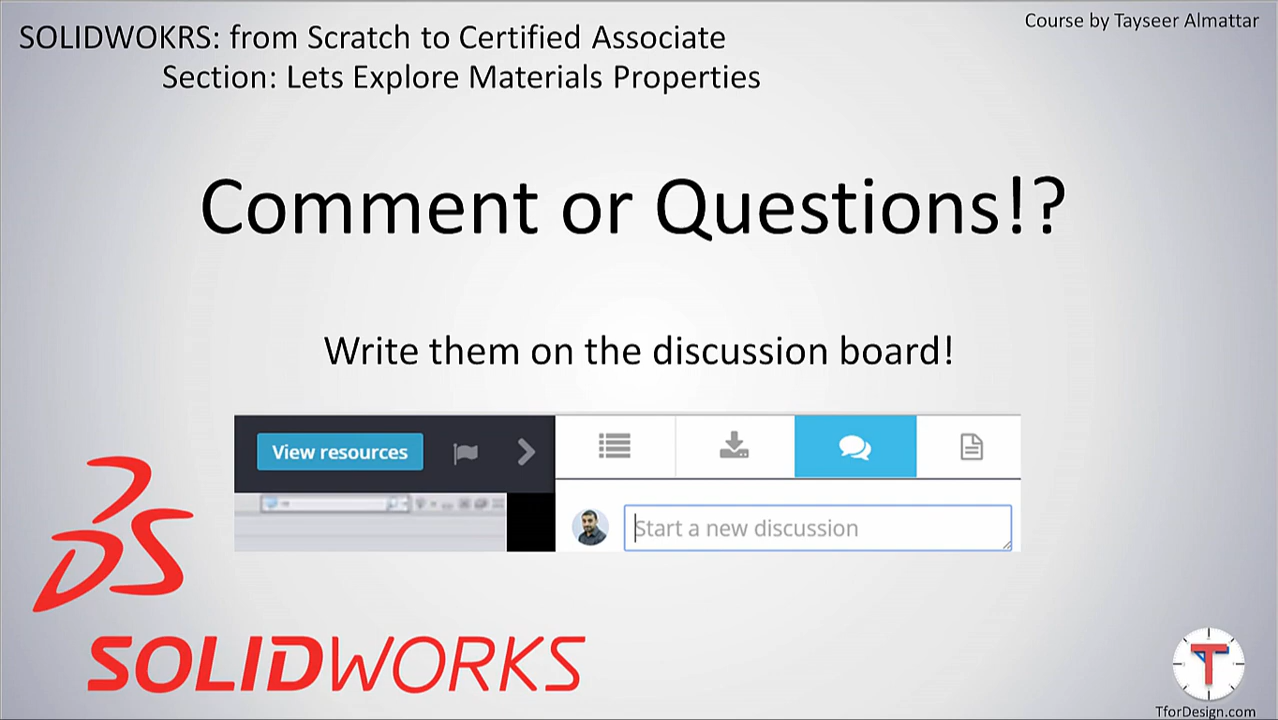 SOLIDWOKRS: from Scratch to Certified Associate
Course by Tayseer Almattar
Section: Lets Explore Materials Properties
Comment or Questions!?
Write them on the discussion board!
View resources
Start a new discussion
DS
SOLIDWORKS
T
TforDesign.com